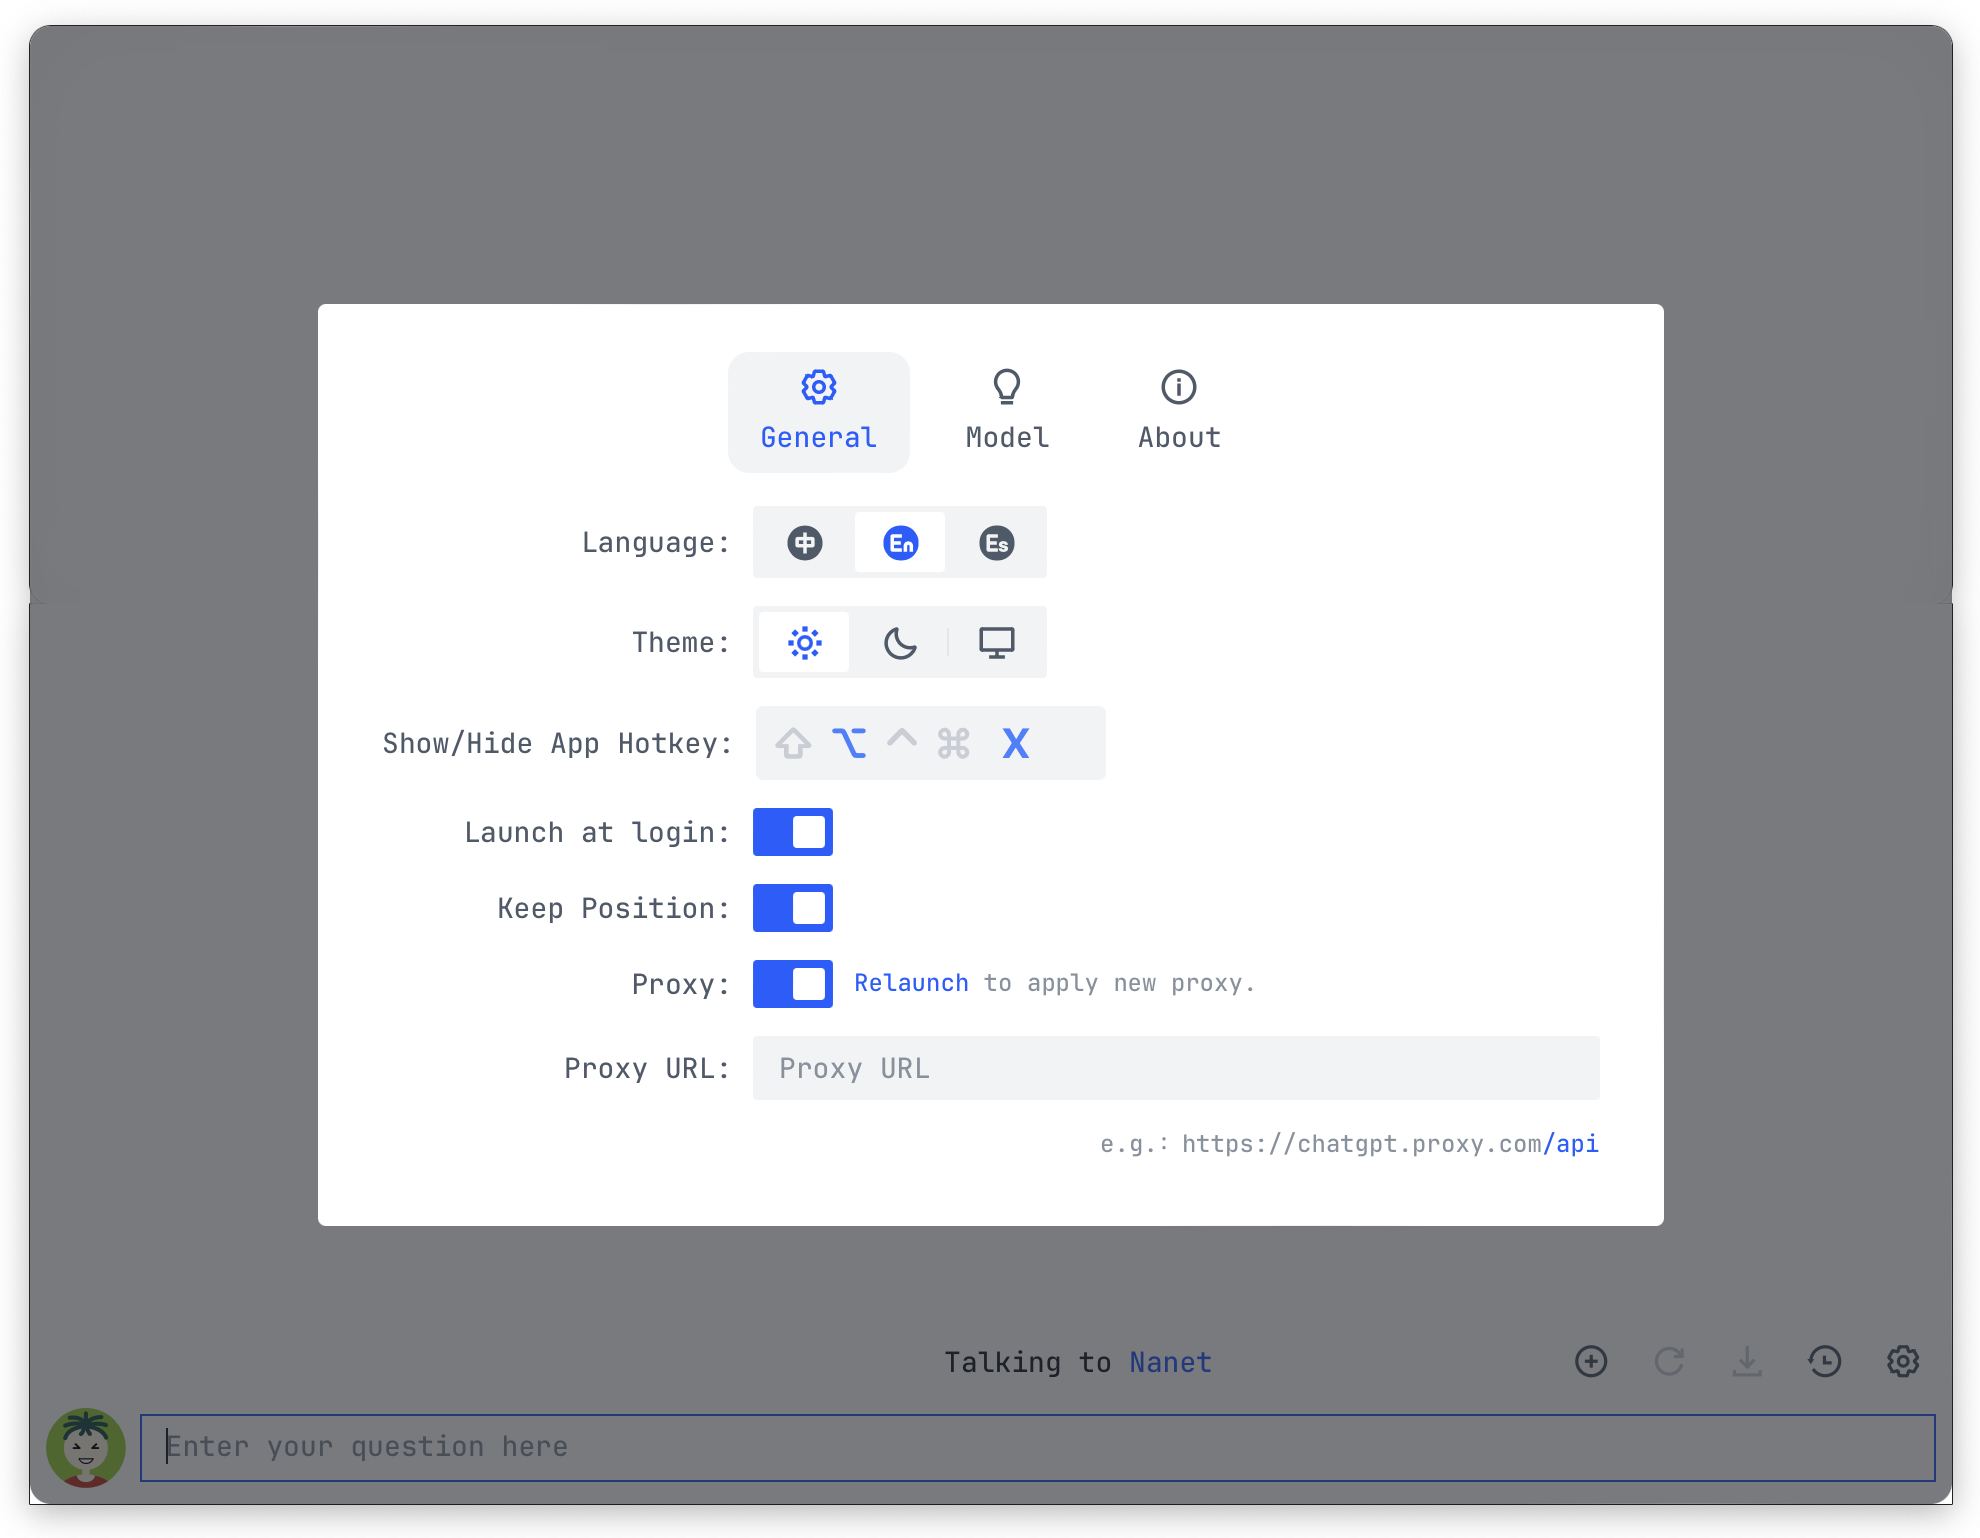 General
Model
About
Language: 中 En Es
Theme:
Show/Hide App Hotkey: ⇧ ⌥ ^ ⌘ X
Launch at login:
Keep Position:
Proxy: Relaunch to apply new proxy.
Proxy URL: Proxy URL
e.g.: https://chatgpt.proxy.com/api
Talking to Nanet
Enter your question here